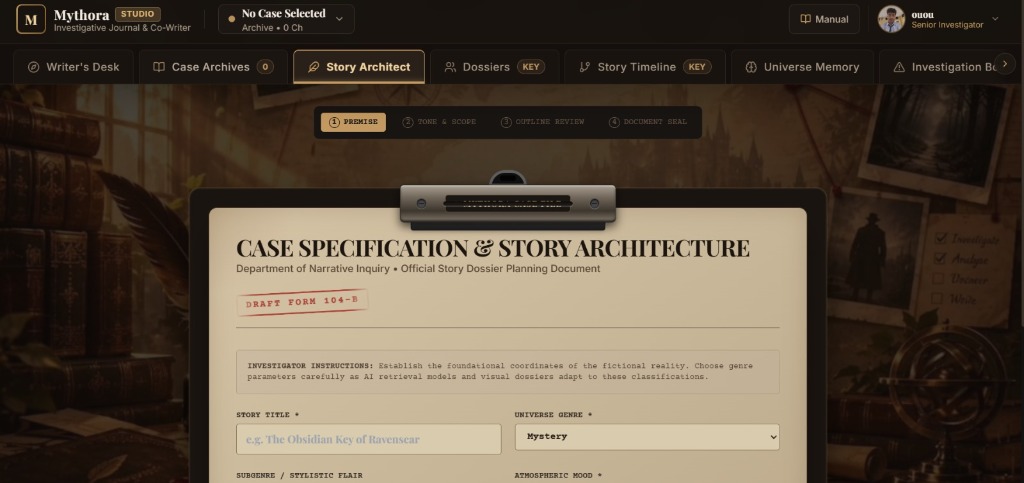 M
Mythora STUDIO
Investigative Journal & Co-Writer
No Case Selected
Archive • 0 Ch
Manual
ouou
Senior Investigator
Writer's Desk
Case Archives 0
Story Architect
Dossiers KEY
Story Timeline KEY
Universe Memory
Investigation
1 PREMISE
2 TONE & SCOPE
3 OUTLINE REVIEW
4 DOCUMENT SEAL
MYTHORA CASE FILE
CASE SPECIFICATION & STORY ARCHITECTURE
Department of Narrative Inquiry • Official Story Dossier Planning Document
DRAFT FORM 104-B
INVESTIGATOR INSTRUCTIONS: Establish the foundational coordinates of the fictional reality. Choose genre
parameters carefully as AI retrieval models and visual dossiers adapt to these classifications.
STORY TITLE *
e.g. The Obsidian Key of Ravenscar
UNIVERSE GENRE *
Mystery
SUBGENRE / STYLISTIC FLAIR
ATMOSPHERIC MOOD *
Investigate
Analyze
Uncover
Write